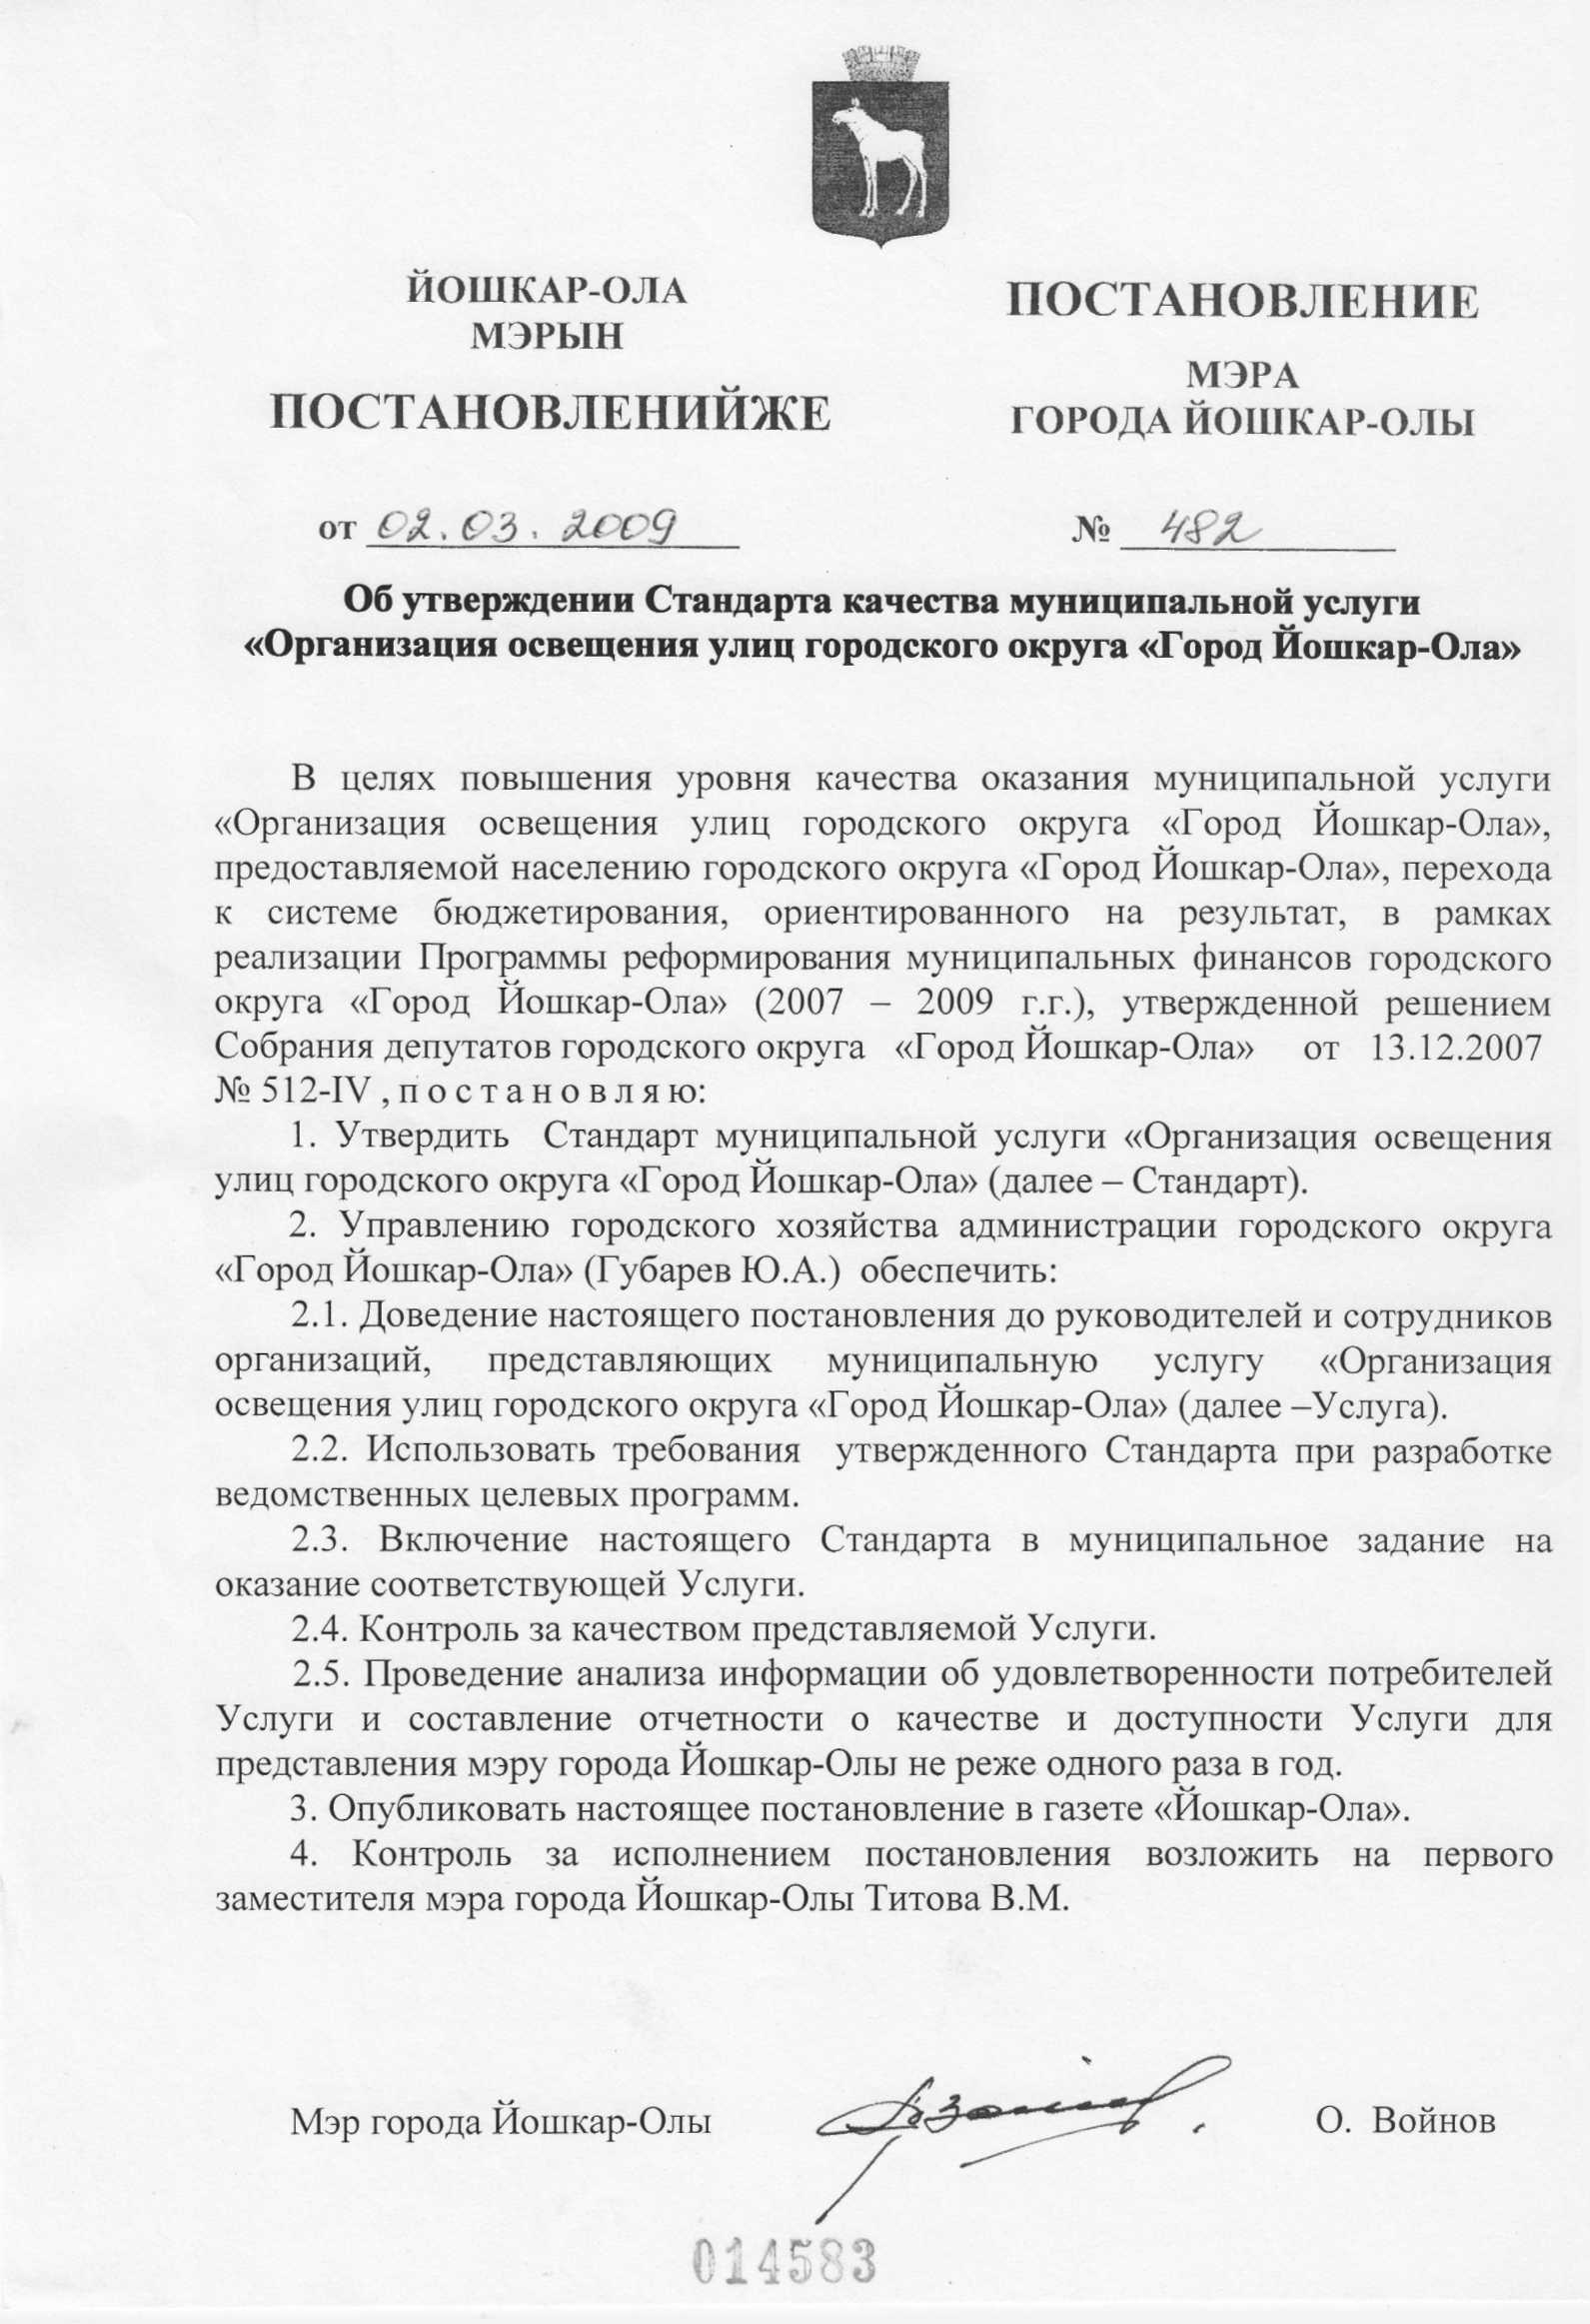 ЙОШКАР-ОЛА
МЭРЫН
ПОСТАНОВЛЕНИЙЖЕ
ПОСТАНОВЛЕНИЕ
МЭРА
ГОРОДА ЙОШКАР-ОЛЫ
от 02.03.2009
№ 482
Об утверждении Стандарта качества муниципальной услуги
«Организация освещения улиц городского округа «Город Йошкар-Ола»
В целях повышения уровня качества оказания муниципальной услуги
«Организация освещения улиц городского округа «Город Йошкар-Ола»,
предоставляемой населению городского округа «Город Йошкар-Ола», перехода
к системе бюджетирования, ориентированного на результат, в рамках
реализации Программы реформирования муниципальных финансов городского
округа «Город Йошкар-Ола» (2007 – 2009 г.г.), утвержденной решением
Собрания депутатов городского округа «Город Йошкар-Ола» от 13.12.2007
№ 512-IV , п о с т а н о в л я ю:
1. Утвердить Стандарт муниципальной услуги «Организация освещения
улиц городского округа «Город Йошкар-Ола» (далее – Стандарт).
2. Управлению городского хозяйства администрации городского округа
«Город Йошкар-Ола» (Губарев Ю.А.) обеспечить:
2.1. Доведение настоящего постановления до руководителей и сотрудников
организаций, представляющих муниципальную услугу «Организация
освещения улиц городского округа «Город Йошкар-Ола» (далее –Услуга).
2.2. Использовать требования утвержденного Стандарта при разработке
ведомственных целевых программ.
2.3. Включение настоящего Стандарта в муниципальное задание на
оказание соответствующей Услуги.
2.4. Контроль за качеством представляемой Услуги.
2.5. Проведение анализа информации об удовлетворенности потребителей
Услуги и составление отчетности о качестве и доступности Услуги для
представления мэру города Йошкар-Олы не реже одного раза в год.
3. Опубликовать настоящее постановление в газете «Йошкар-Ола».
4. Контроль за исполнением постановления возложить на первого
заместителя мэра города Йошкар-Олы Титова В.М.
Мэр города Йошкар-Олы
О. Войнов
014583